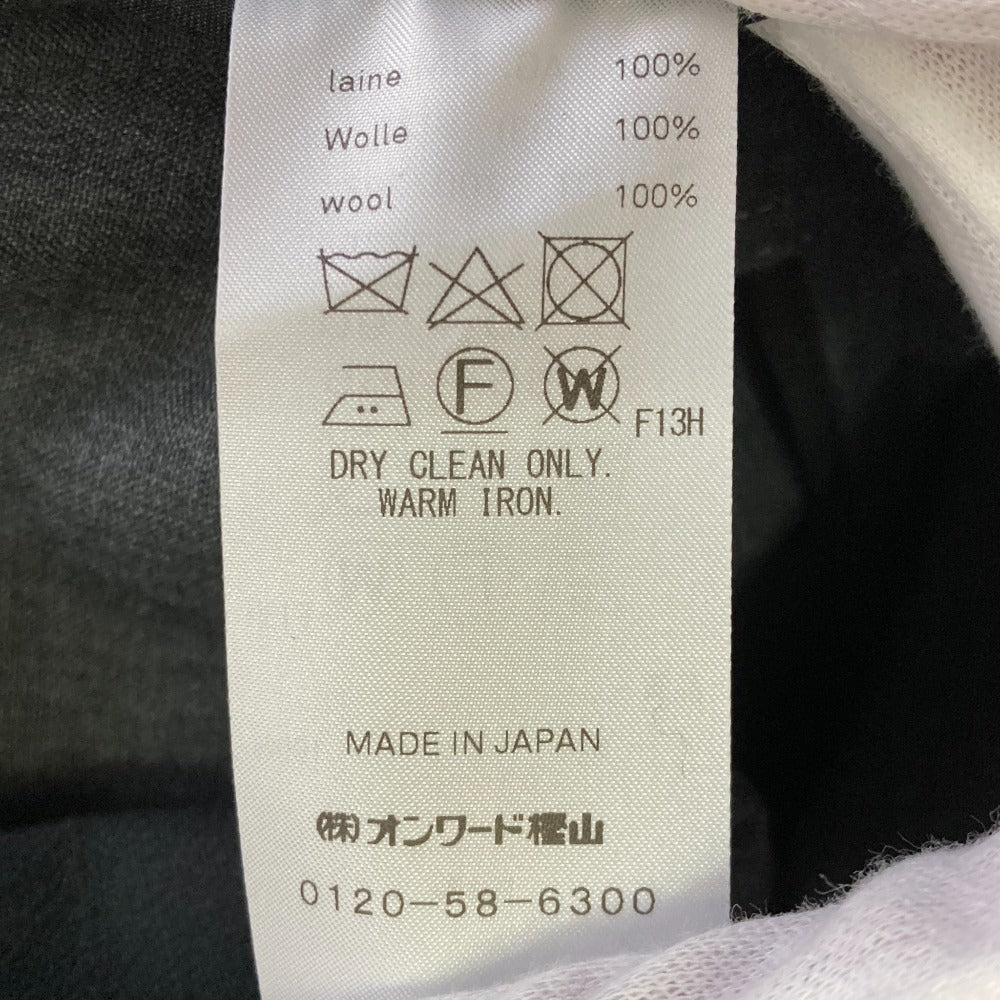 laine 100%
Wolle 100%
wool 100%
F W F13H
DRY CLEAN ONLY.
WARM IRON.
MADE IN JAPAN
(株)オンワード樫山
0120-58-6300